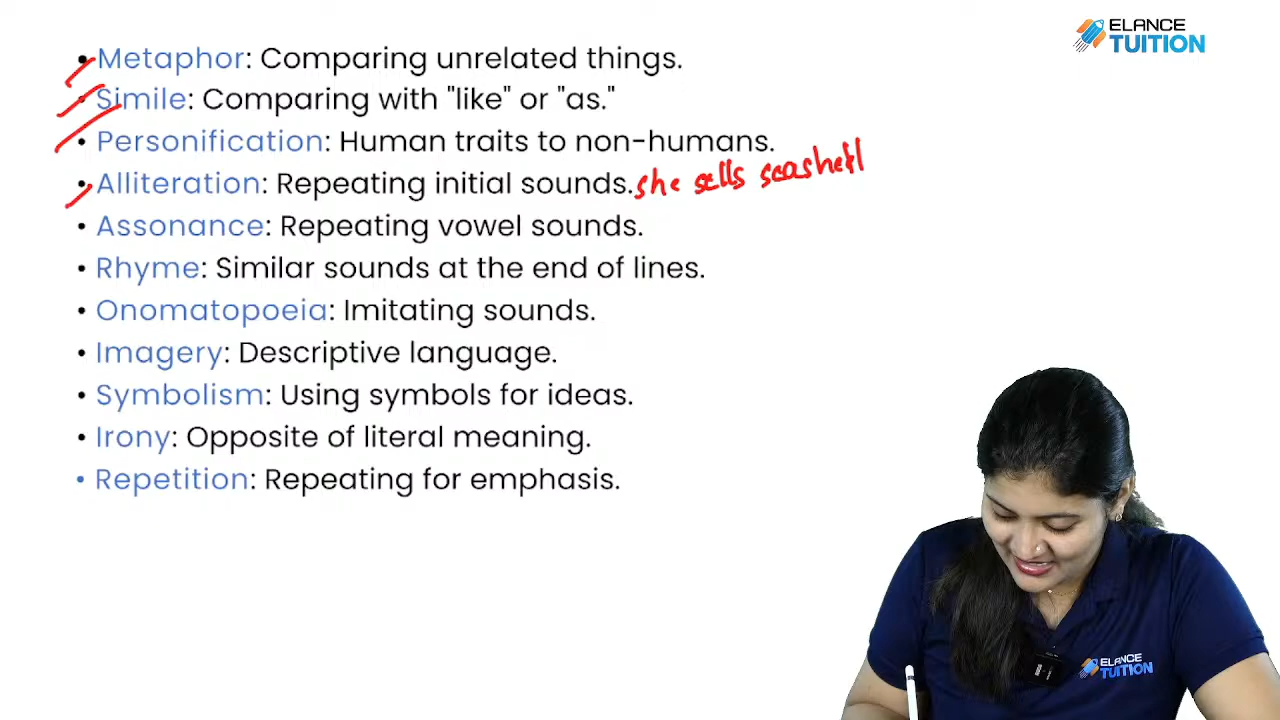 ELANCE
TUITION
• Metaphor: Comparing unrelated things.
• Simile: Comparing with "like" or "as."
• Personification: Human traits to non-humans.
• Alliteration: Repeating initial sounds. she sells seashell
• Assonance: Repeating vowel sounds.
• Rhyme: Similar sounds at the end of lines.
• Onomatopoeia: Imitating sounds.
• Imagery: Descriptive language.
• Symbolism: Using symbols for ideas.
• Irony: Opposite of literal meaning.
• Repetition: Repeating for emphasis.
ELANCE
TUITION